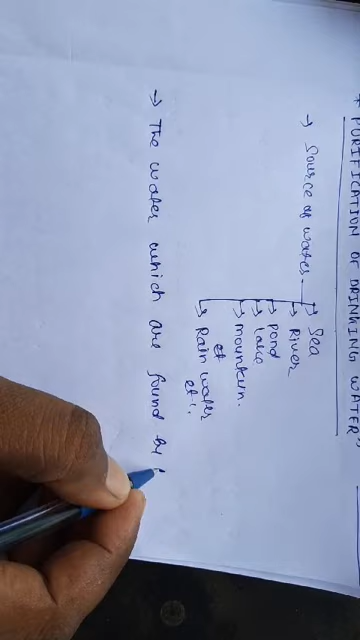 * PURIFICATION OF DRINKING WATER
→ Source of water → Sea
→ River
→ pond
→ Lake
→ mountain.
et
→ Rain water
etc.
→ The water which are found by